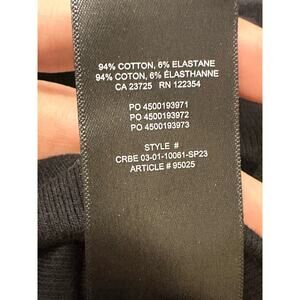 94% COTTON, 6% ELASTANE
94% COTON, 6% ÉLASTHANNE
CA 23725 RN 122354
PO 4500193971
PO 4500193972
PO 4500193973
STYLE #
CRBE 03-01-10061-SP23
ARTICLE # 95025